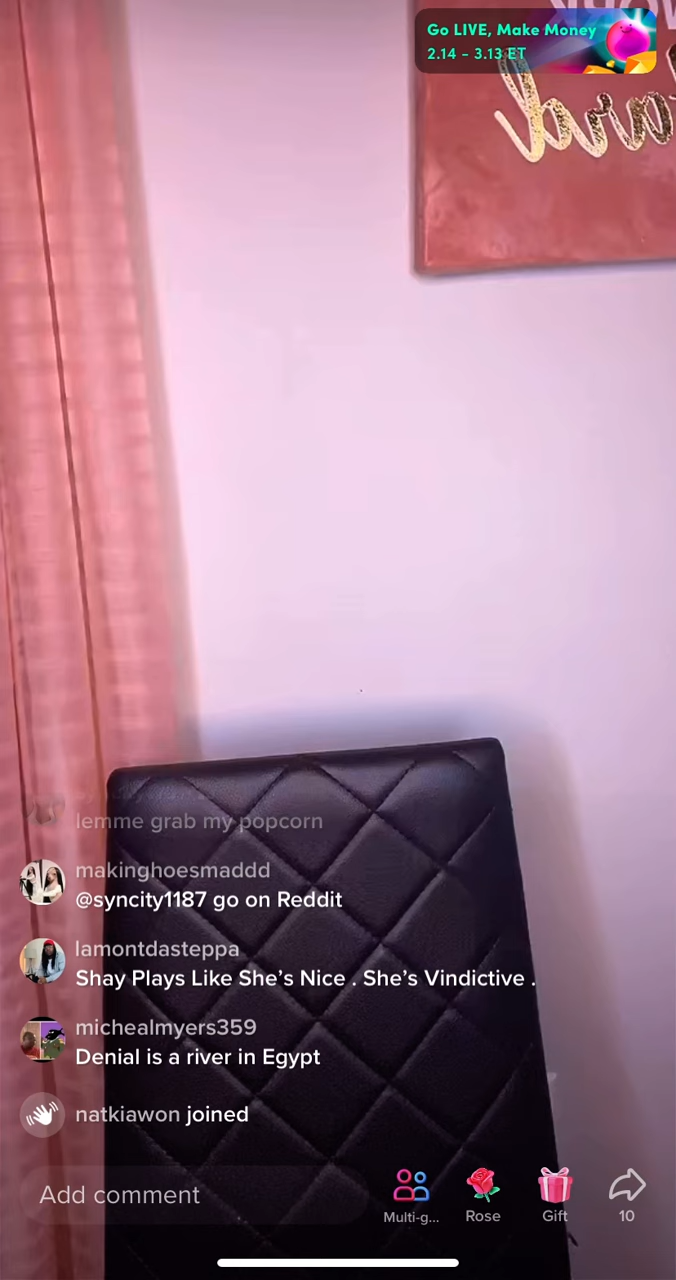 Go LIVE, Make Money
2.14 - 3.13 ET
lemme grab my popcorn
makinghoesmaddd
@syncity1187 go on Reddit
lamontdasteppa
Shay Plays Like She's Nice . She's Vindictive .
michealmyers359
Denial is a river in Egypt
natkiawon joined
Add comment
Multi-g...
Rose
Gift
10